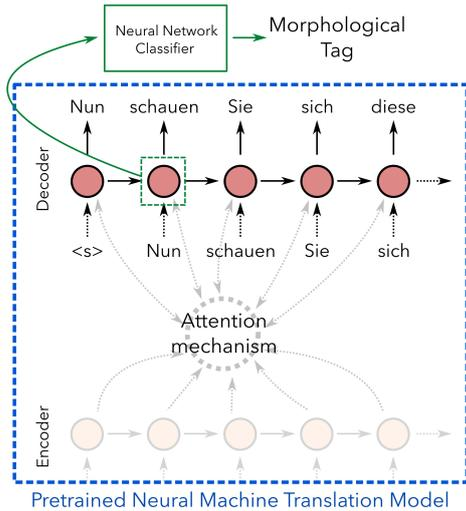 Neural Network
Classifier
Morphological
Tag
Nun schauen Sie sich diese
Decoder
<s> Nun schauen Sie sich
Attention
mechanism
Encoder
Pretrained Neural Machine Translation Model